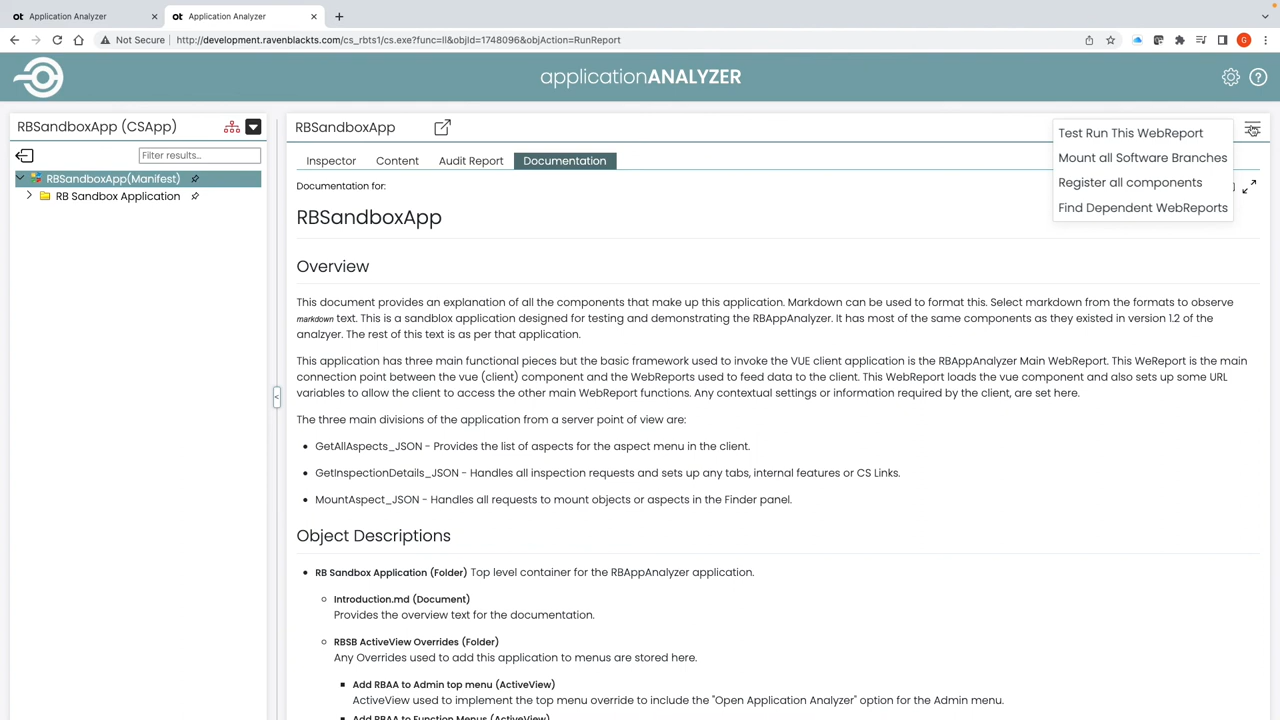 ot Application Analyzer
ot Application Analyzer
Not Secure
http://development.ravenblackts.com/cs_rbts1/cs.exe?func=ll&objId=1748096&objAction=RunReport
G
applicationANALYZER
?
RBSandboxApp (CSApp)
Filter results...
RBSandboxApp(Manifest)
RB Sandbox Application
<
RBSandboxApp
Test Run This WebReport
Mount all Software Branches
Register all components
Find Dependent WebReports
Inspector Content Audit Report Documentation
Documentation for:
RBSandboxApp
Overview
This document provides an explanation of all the components that make up this application. Markdown can be used to format this. Select markdown from the formats to observe
markdown text. This is a sandblox application designed for testing and demonstrating the RBAppAnalyzer. It has most of the same components as they existed in version 1.2 of the
analzyer. The rest of this text is as per that application.
This application has three main functional pieces but the basic framework used to invoke the VUE client application is the RBAppAnalyzer Main WebReport. This WeReport is the main
connection point between the vue (client) component and the WebReports used to feed data to the client. This WebReport loads the vue component and also sets up some URL
variables to allow the client to access the other main WebReport functions. Any contextual settings or information required by the client, are set here.
The three main divisions of the application from a server point of view are:
• GetAllAspects_JSON - Provides the list of aspects for the aspect menu in the client.
• GetInspectionDetails_JSON - Handles all inspection requests and sets up any tabs, internal features or CS Links.
• MountAspect_JSON - Handles all requests to mount objects or aspects in the Finder panel.
Object Descriptions
• RB Sandbox Application (Folder) Top level container for the RBAppAnalyzer application.
Introduction.md (Document)
Provides the overview text for the documentation.
RBSB ActiveView Overrides (Folder)
Any Overrides used to add this application to menus are stored here.
Add RBAA to Admin top menu (ActiveView)
ActiveView used to implement the top menu override to include the "Open Application Analyzer" option for the Admin menu.
Add RBAA to Function Menus (ActiveView)